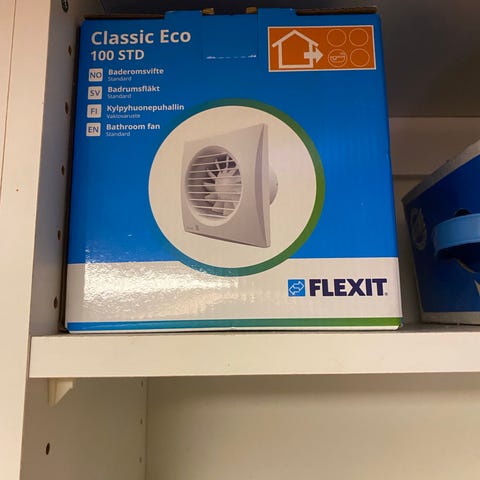 Classic Eco
100 STD
NO Baderomsvifte
Standard
SV Badrumsfläkt
Standard
FI Kylpyhuonepuhallin
Vakiovaruste
EN Bathroom fan
Standard
FLEXIT